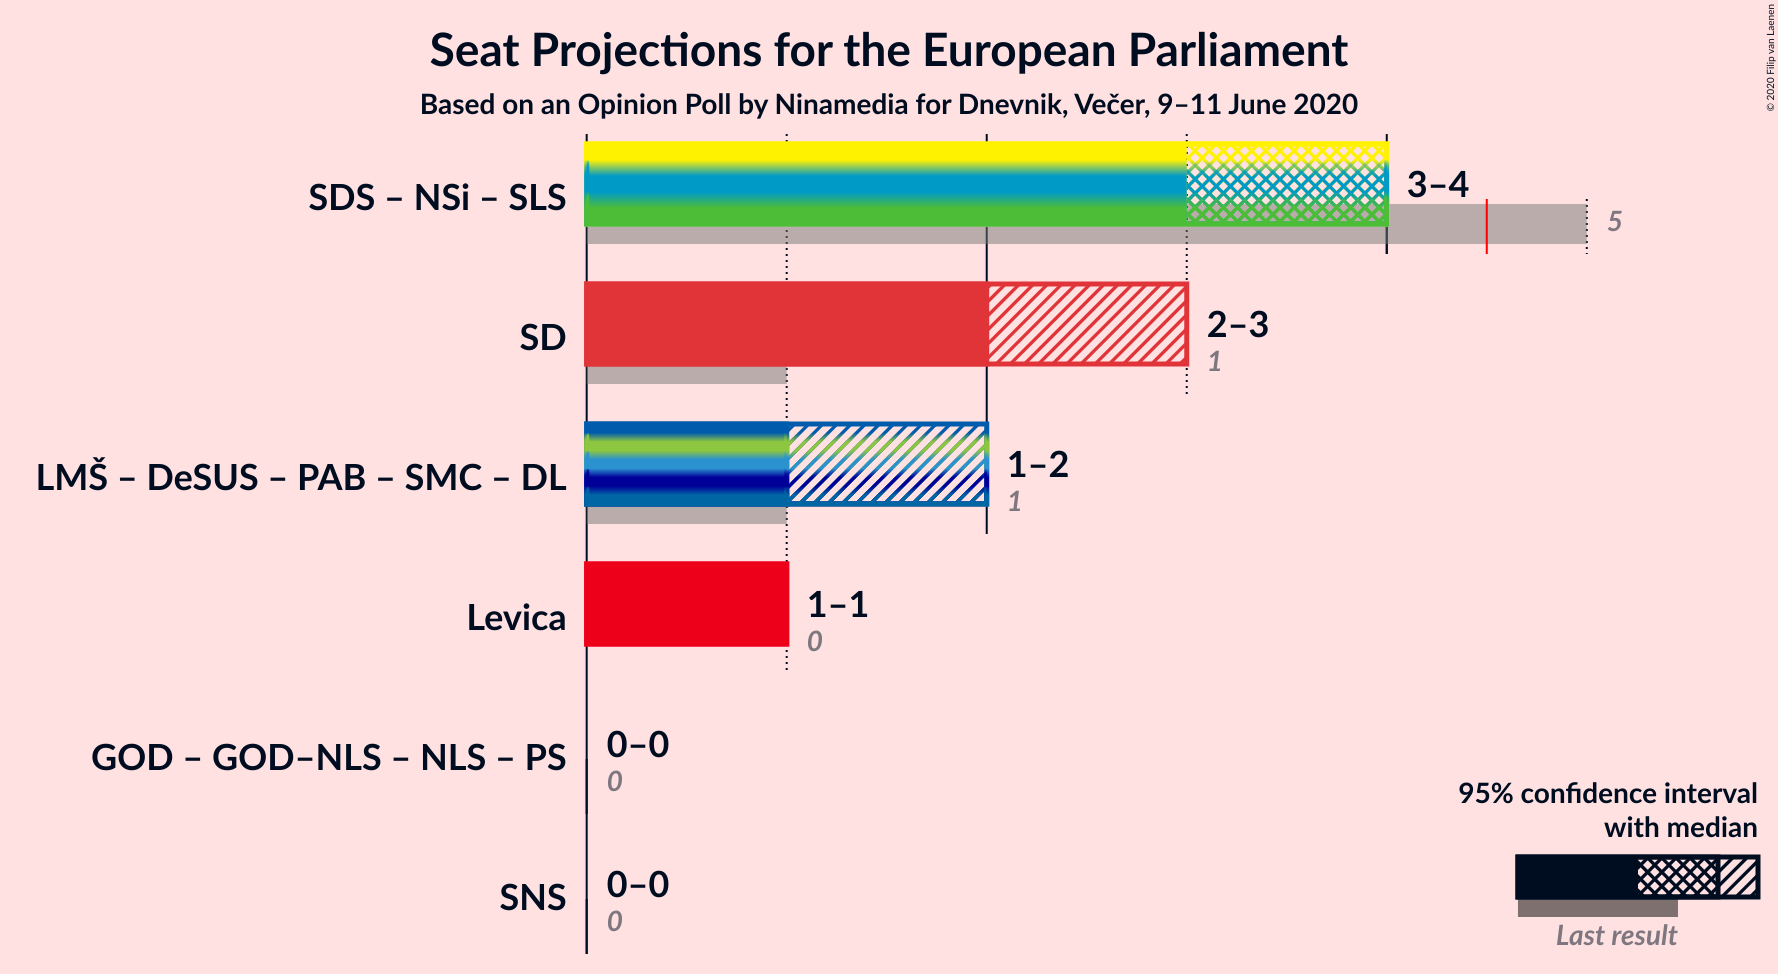 Seat Projections for the European Parliament
Based on an Opinion Poll by Ninamedia for Dnevnik, Večer, 9–11 June 2020
© 2020 Filip van Laenen
SDS – NSi – SLS
3–4
5
SD
2–3
1
LMŠ – DeSUS – PAB – SMC – DL
1–2
1
Levica
1–1
0
GOD – GOD–NLS – NLS – PS
0–0
0
SNS
0–0
0
95% confidence interval
with median
Last result